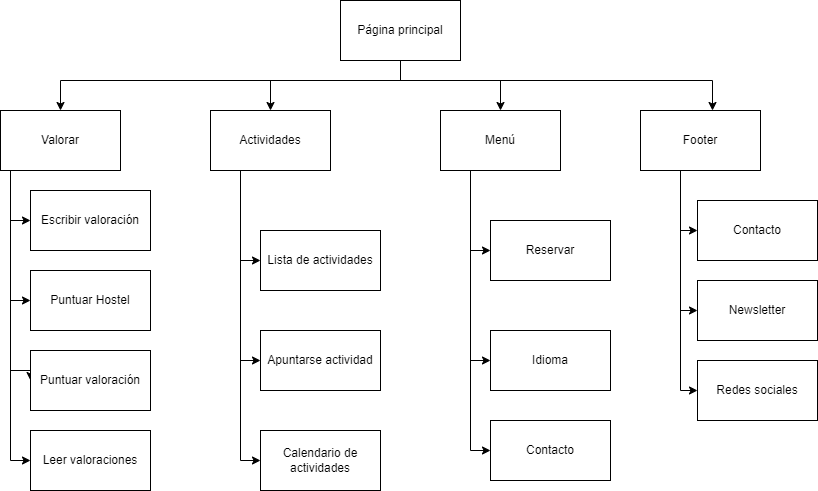 Página principal
Valorar
Actividades
Menú
Footer
Escribir valoración
Puntuar Hostel
Puntuar valoración
Leer valoraciones
Lista de actividades
Apuntarse actividad
Calendario de
actividades
Reservar
Idioma
Contacto
Contacto
Newsletter
Redes sociales